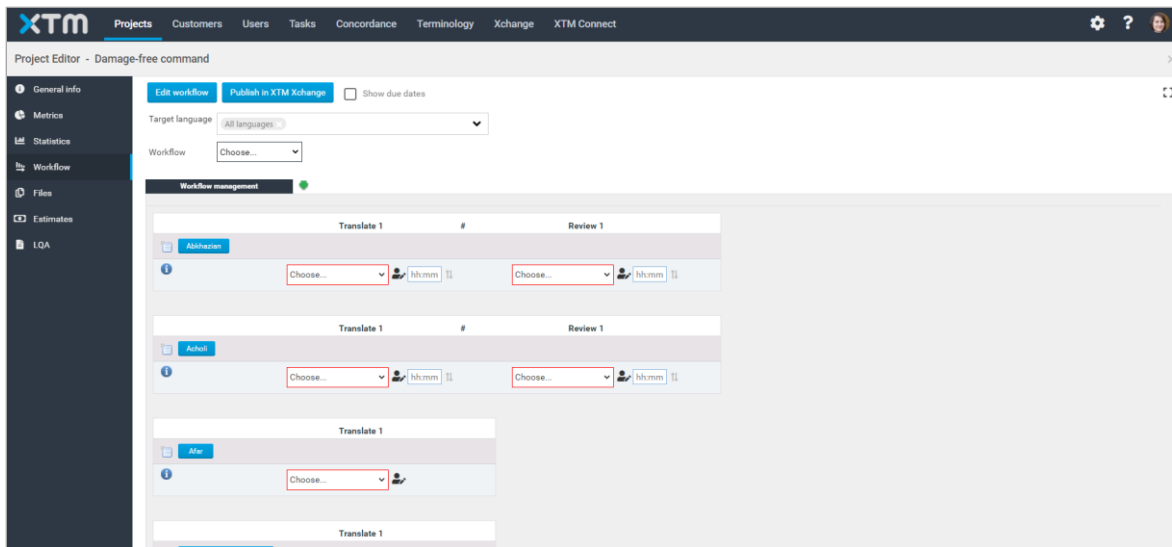 XTM Projects Customers Users Tasks Concordance Terminology Xchange XTM Connect ?
Project Editor - Damage-free command
General info
Metrics
Statistics
Workflow
Files
Estimates
LQA
Edit workflow Publish in XTM Xchange Show due dates
Target language All languages
Workflow Choose...
Workflow management
Translate 1 # Review 1
Abkhazian
Choose... hh:mm Choose... hh:mm
Translate 1 # Review 1
Acholi
Choose... hh:mm Choose... hh:mm
Translate 1
Afar
Choose...
Translate 1